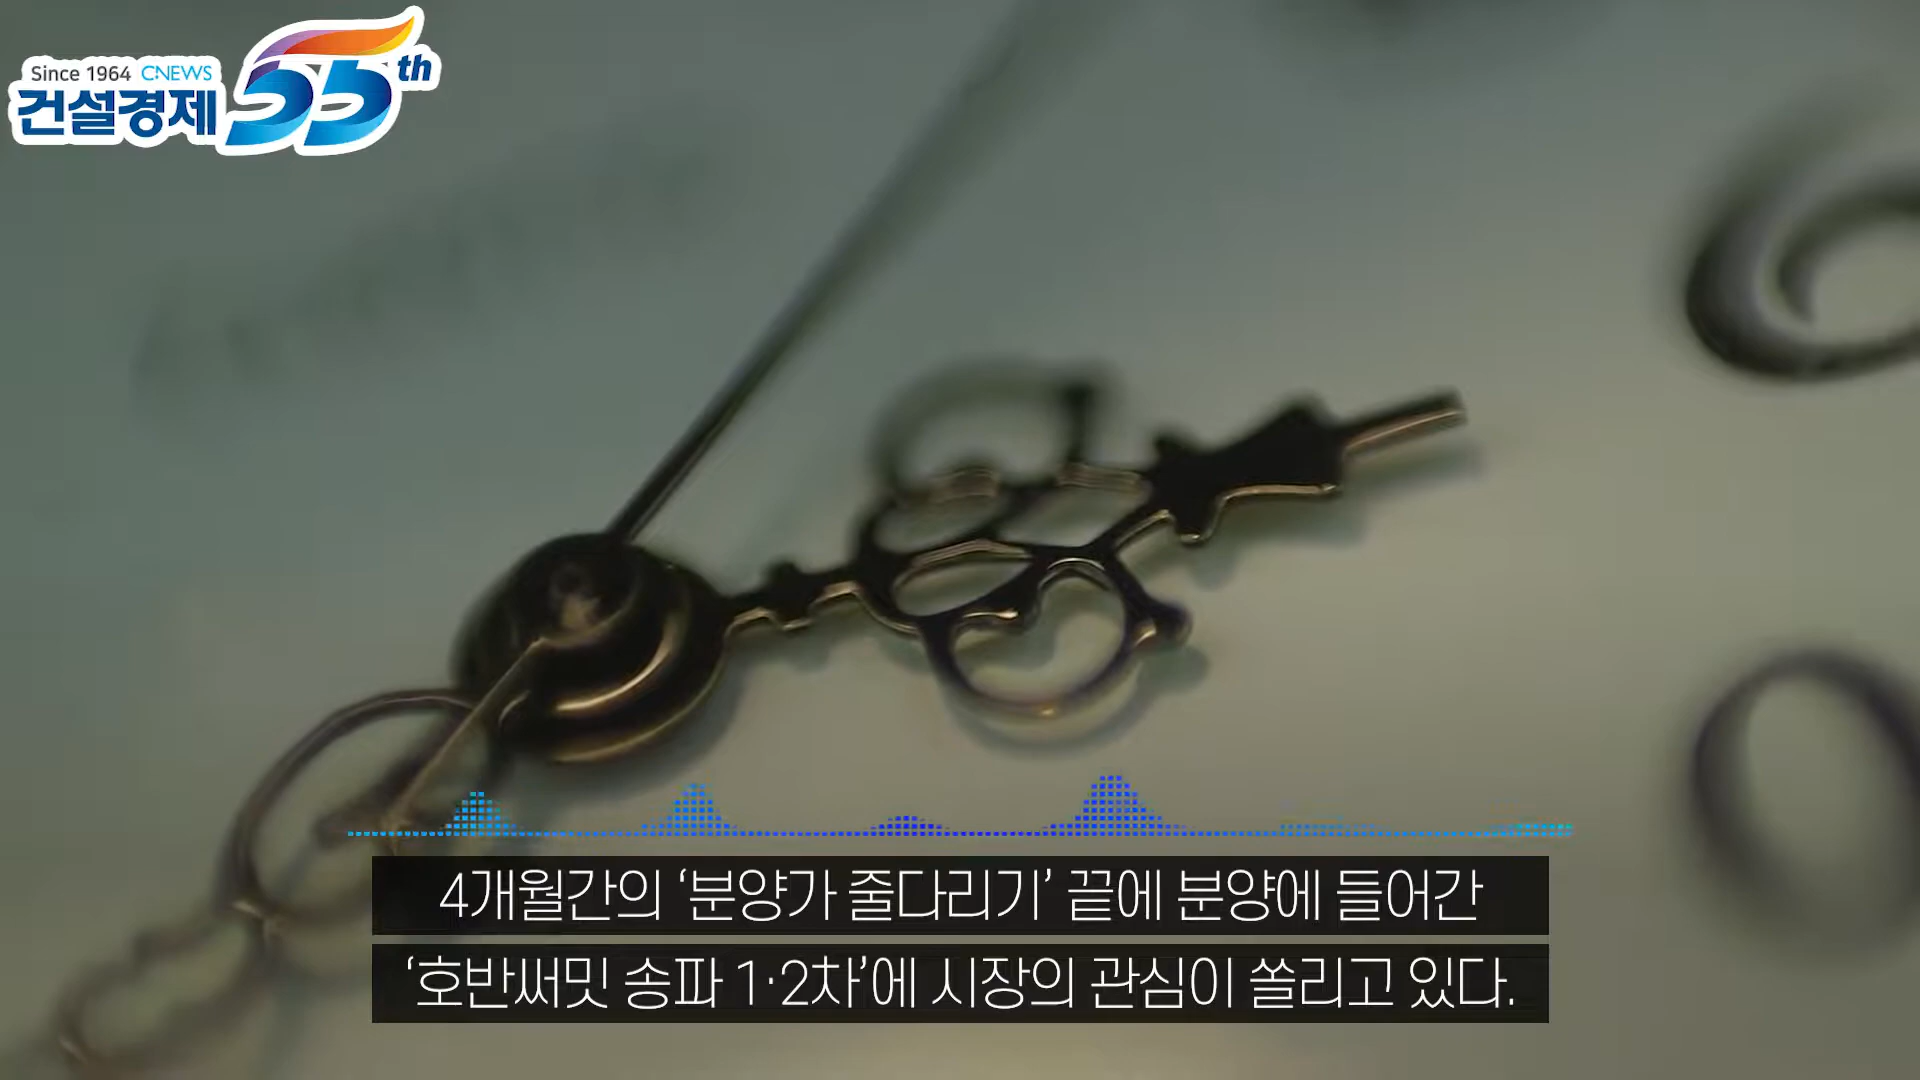 Since 1964 CNEWS
건설경제 55th
4개월간의 ‘분양가 줄다리기’ 끝에 분양에 들어간
‘호반써밋 송파 1·2차’에 시장의 관심이 쏠리고 있다.